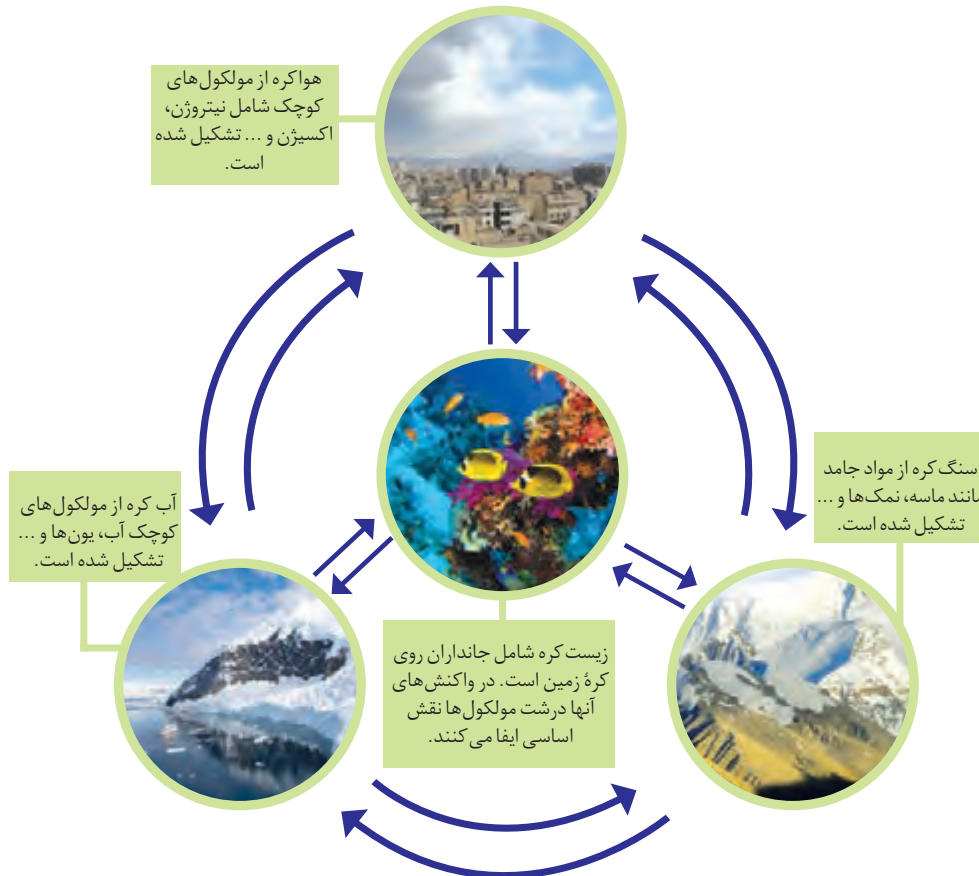 هواکره از مولکول‌های
کوچک شامل نیتروژن،
اکسیژن و ... تشکیل شده
است.
سنگ کره از مواد جامد
مانند ماسه، نمک‌ها و ...
تشکیل شده است.
آب کره از مولکول‌های
کوچک آب، یون‌ها و ...
تشکیل شده است.
زیست کره شامل جانداران روی
کرهٔ زمین است. در واکنش‌های
آنها درشت مولکول‌ها نقش
اساسی ایفا می‌کنند.